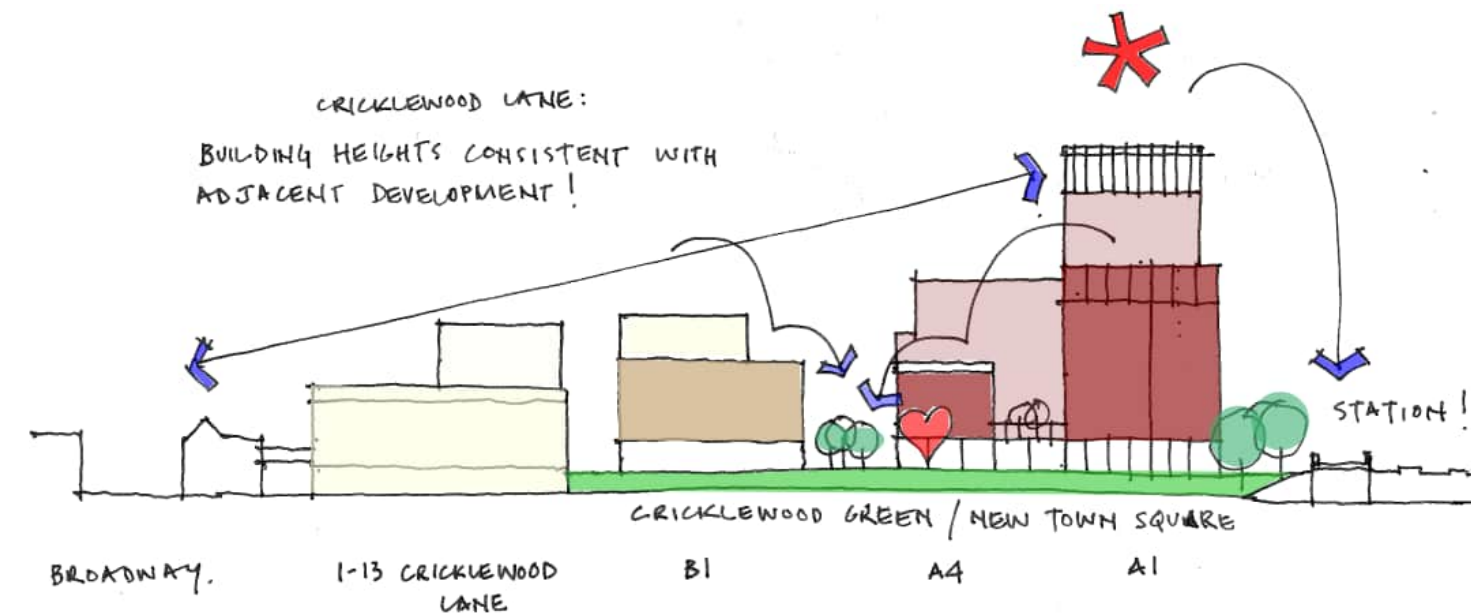 CRICKLEWOOD LANE:
BUILDING HEIGHTS CONSISTENT WITH
ADJACENT DEVELOPMENT!
STATION!
CRICKLEWOOD GREEN / NEW TOWN SQUARE
BROADWAY.
1-13 CRICKLEWOOD
LANE
B1
A4
A1